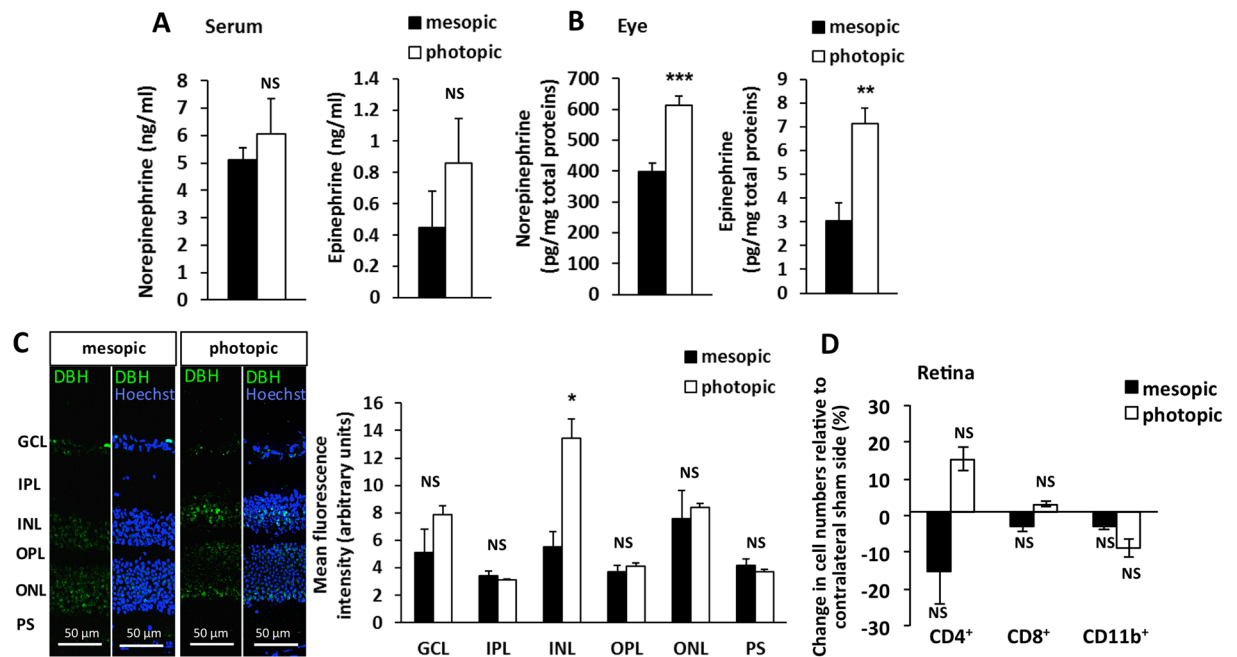 A
Serum
mesopic
photopic
Norepinephrine (ng/ml)
8
7
6
5
4
3
2
1
0
NS
Epinephrine (ng/ml)
1.4
1.2
1
0.8
0.6
0.4
0.2
0
NS
B
Eye
mesopic
photopic
Norepinephrine
(pg/mg total proteins)
700
600
500
400
300
200
100
0
***
Epinephrine
(pg/mg total proteins)
9
8
7
6
5
4
3
2
1
0
**
C
mesopic
photopic
DBH
DBH
Hoechst
DBH
DBH
Hoechst
GCL
IPL
INL
OPL
ONL
PS
50 µm
50 µm
50 µm
50 µm
mesopic
photopic
Mean fluorescence
intensity (arbitrary units)
16
14
12
10
8
6
4
2
0
NS
NS
*
NS
NS
NS
GCL
IPL
INL
OPL
ONL
PS
D
Retina
mesopic
photopic
Change in cell numbers relative to
contralateral sham side (%)
30
20
10
0
-10
-20
-30
NS
NS
NS
NS
NS
NS
CD4+
CD8+
CD11b+